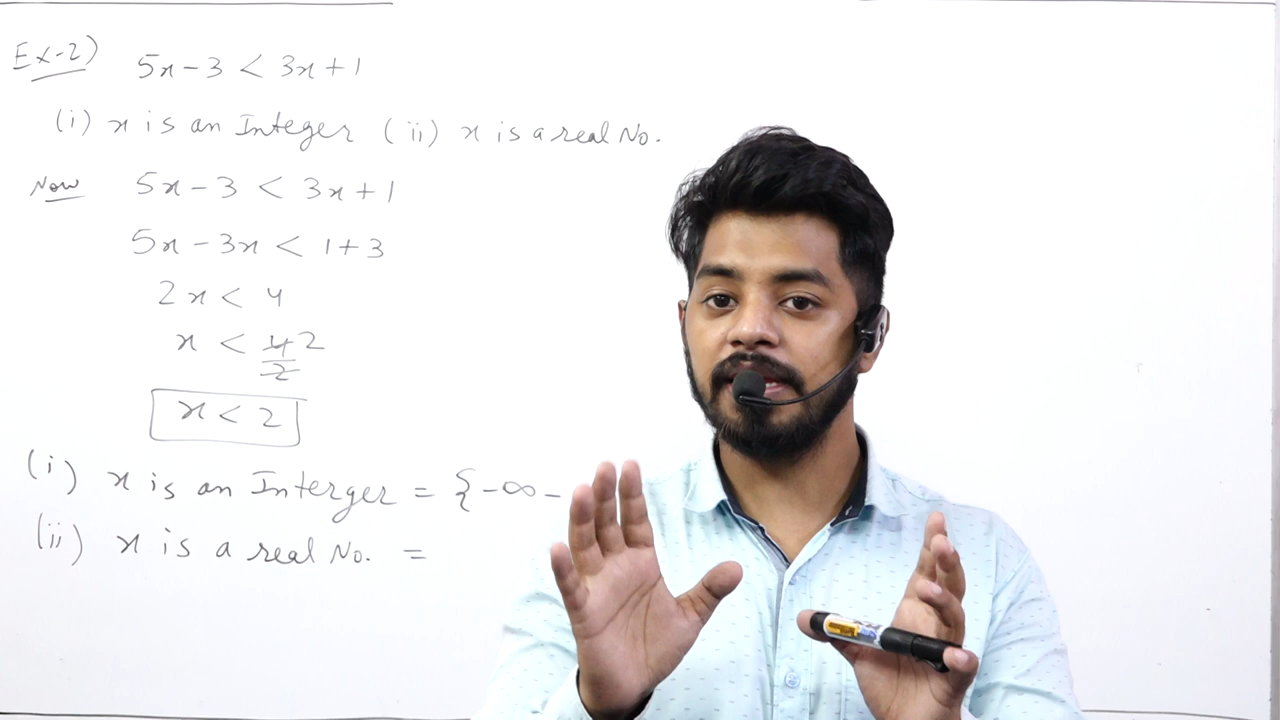 Ex-2) 5x-3 < 3x+1
(i) x is an Integer (ii) x is a real No.
Now 5x-3 < 3x+1
5x-3x < 1+3
2x < 4
x < 4/2 2
x < 2
(i) x is an Interger = {-∞-
(ii) x is a real No. =